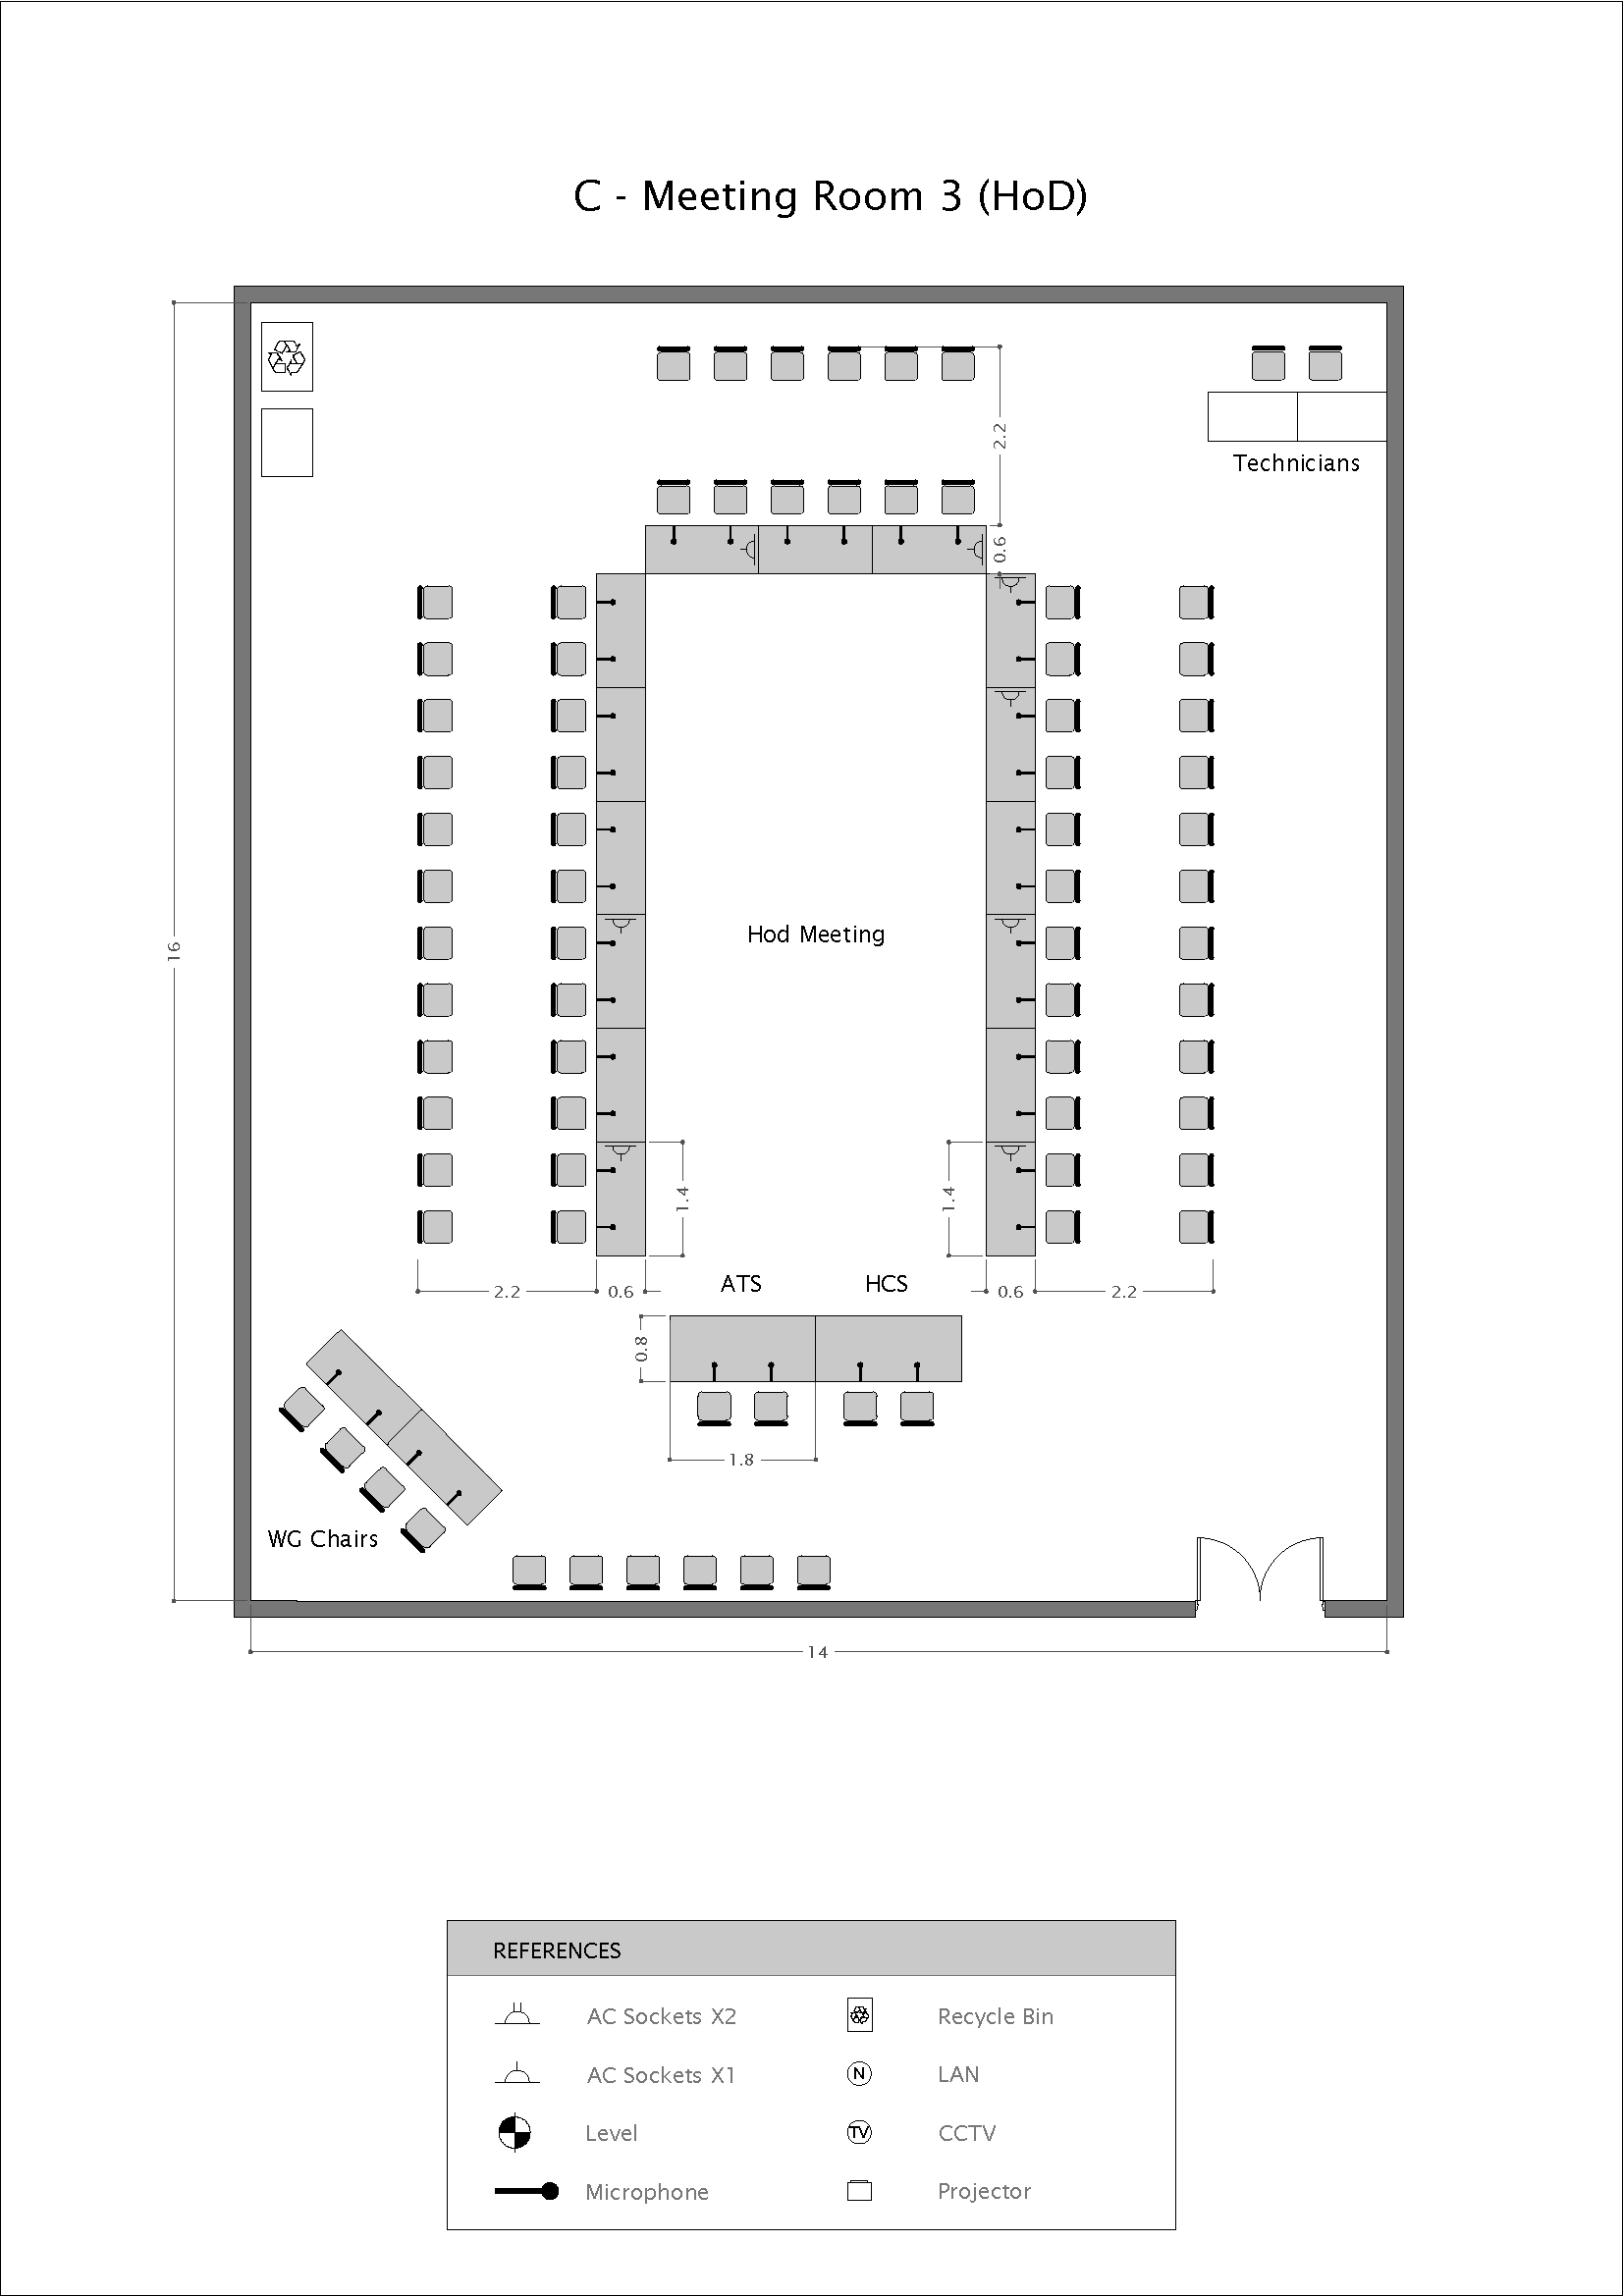 C - Meeting Room 3 (HoD)
2.2
Technicians
0.6
16
Hod Meeting
1.4
1.4
2.2
0.6
ATS
HCS
0.6
2.2
0.8
1.8
WG Chairs
14
REFERENCES
AC Sockets X2
Recycle Bin
AC Sockets X1
N
LAN
Level
TV
CCTV
Microphone
Projector